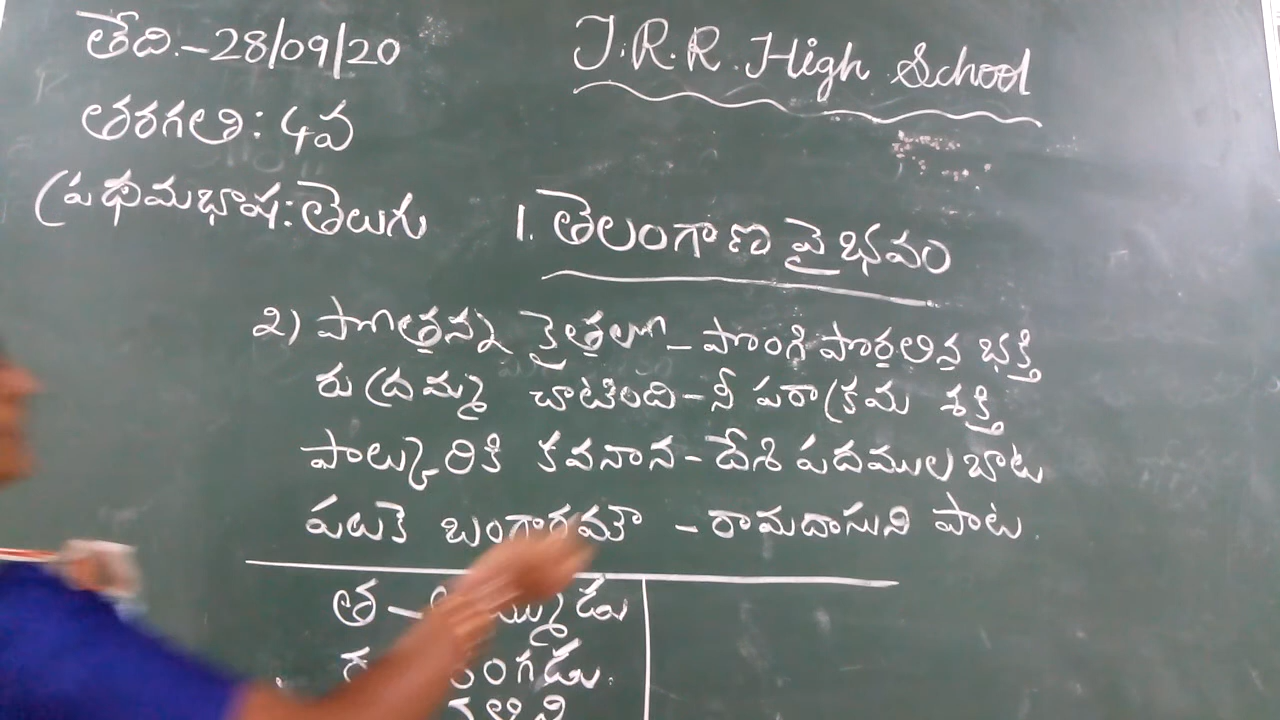 తేది.-28/09/20
J.R.R. High School
తరగతి: 4వ
ప్రథమభాష: తెలుగు
1. తెలంగాణ వైభవం
2) పోతన్న కైతలో - పొంగి పొర్లిన భక్తి
రుద్రమ్మ చాటింది - నీ పరాక్రమ శక్తి
పాల్కురికి కవనాన - దేశి పదముల బాట
పలుకె బంగారమౌ - రామదాసుని పాట.
త -